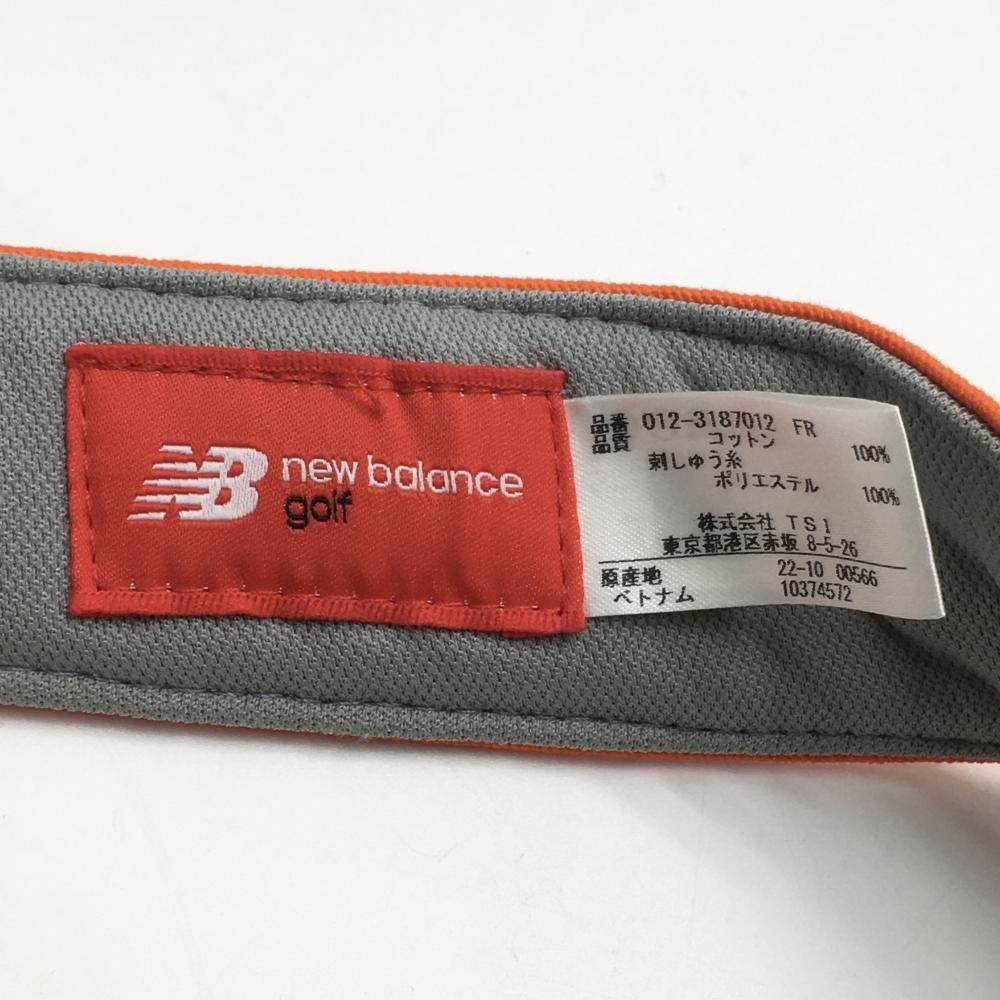 NB new balance
golf
品番 012-3187012 FR
品質 コットン 100%
刺しゅう糸
ポリエステル 100%
株式会社 TSI
東京都港区赤坂 8-5-26
原産地 22-10 00566
ベトナム 10374572